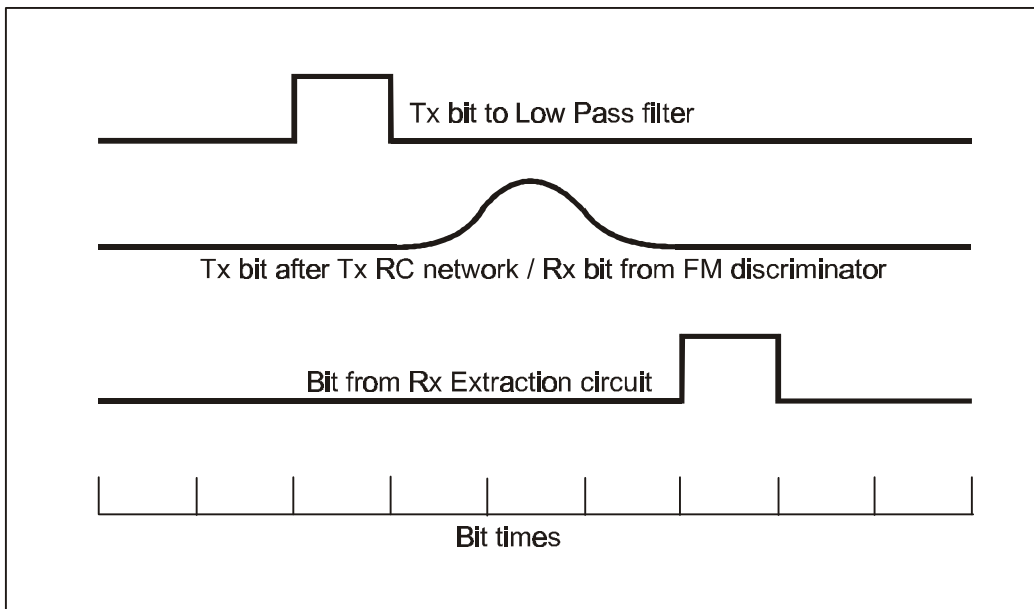 Tx bit to Low Pass filter
Tx bit after Tx RC network / Rx bit from FM discriminator
Bit from Rx Extraction circuit
Bit times